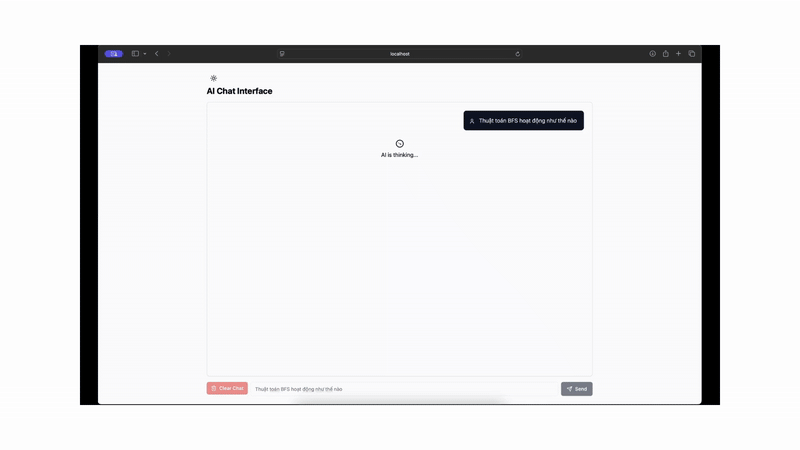 localhost
AI Chat Interface
Thuật toán BFS hoạt động như thế nào
AI is thinking...
Clear Chat
Thuật toán BFS hoạt động như thế nào
Send